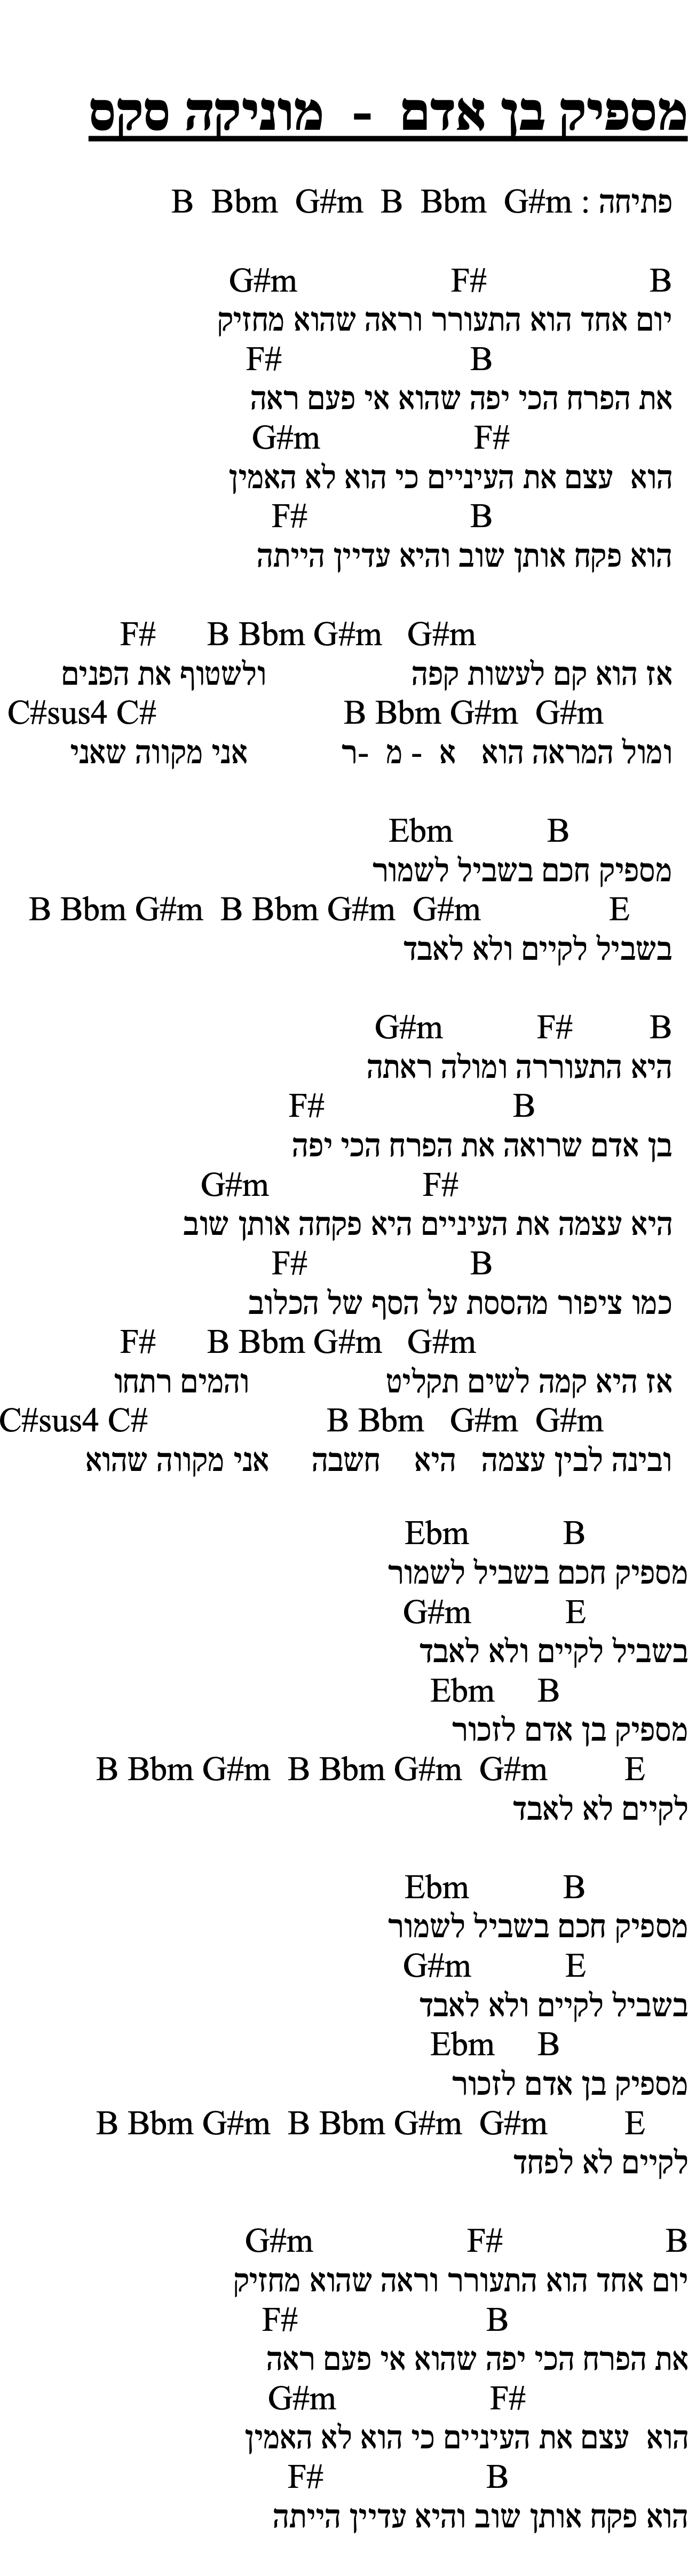 מספיק בן אדם - מוניקה סקס
פתיחה : B Bbm G#m B Bbm G#m
G#m F# B
יום אחד הוא התעורר וראה שהוא מחזיק
F# B
את הפרח הכי יפה שהוא אי פעם ראה
G#m F#
הוא עצם את העיניים כי הוא לא האמין
F# B
הוא פקח אותן שוב והיא עדיין הייתה
F# B Bbm G#m G#m
אז הוא קם לעשות קפה ולשטוף את הפנים
C#sus4 C# B Bbm G#m G#m
ומול המראה הוא א - מ -ר אני מקווה שאני
Ebm B
מספיק חכם בשביל לשמור
B Bbm G#m B Bbm G#m G#m E
בשביל לקיים ולא לאבד
G#m F# B
היא התעוררה ומולה ראתה
F# B
בן אדם שרואה את הפרח הכי יפה
G#m F#
היא עצמה את העיניים היא פקחה אותן שוב
F# B
כמו ציפור מהססת על הסף של הכלוב
F# B Bbm G#m G#m
אז היא קמה לשים תקליט והמים רתחו
C#sus4 C# B Bbm G#m G#m
ובינה לבין עצמה היא חשבה אני מקווה שהוא
Ebm B
מספיק חכם בשביל לשמור
G#m E
בשביל לקיים ולא לאבד
Ebm B
מספיק בן אדם לזכור
B Bbm G#m B Bbm G#m G#m E
לקיים לא לאבד
Ebm B
מספיק חכם בשביל לשמור
G#m E
בשביל לקיים ולא לאבד
Ebm B
מספיק בן אדם לזכור
B Bbm G#m B Bbm G#m G#m E
לקיים לא לפחד
G#m F# B
יום אחד הוא התעורר וראה שהוא מחזיק
F# B
את הפרח הכי יפה שהוא אי פעם ראה
G#m F#
הוא עצם את העיניים כי הוא לא האמין
F# B
הוא פקח אותן שוב והיא עדיין הייתה